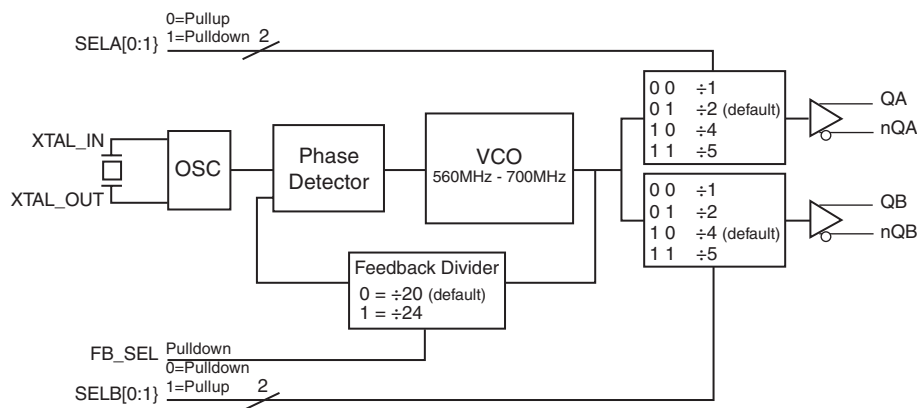 0=Pullup
SELA[0:1} 1=Pulldown 2
0 0 ÷1
0 1 ÷2 (default)
1 0 ÷4
1 1 ÷5
QA
nQA
XTAL_IN
XTAL_OUT
OSC
Phase
Detector
VCO
560MHz - 700MHz
0 0 ÷1
0 1 ÷2
1 0 ÷4 (default)
1 1 ÷5
QB
nQB
Feedback Divider
0 = ÷20 (default)
1 = ÷24
FB_SEL Pulldown
0=Pulldown
SELB[0:1} 1=Pullup 2